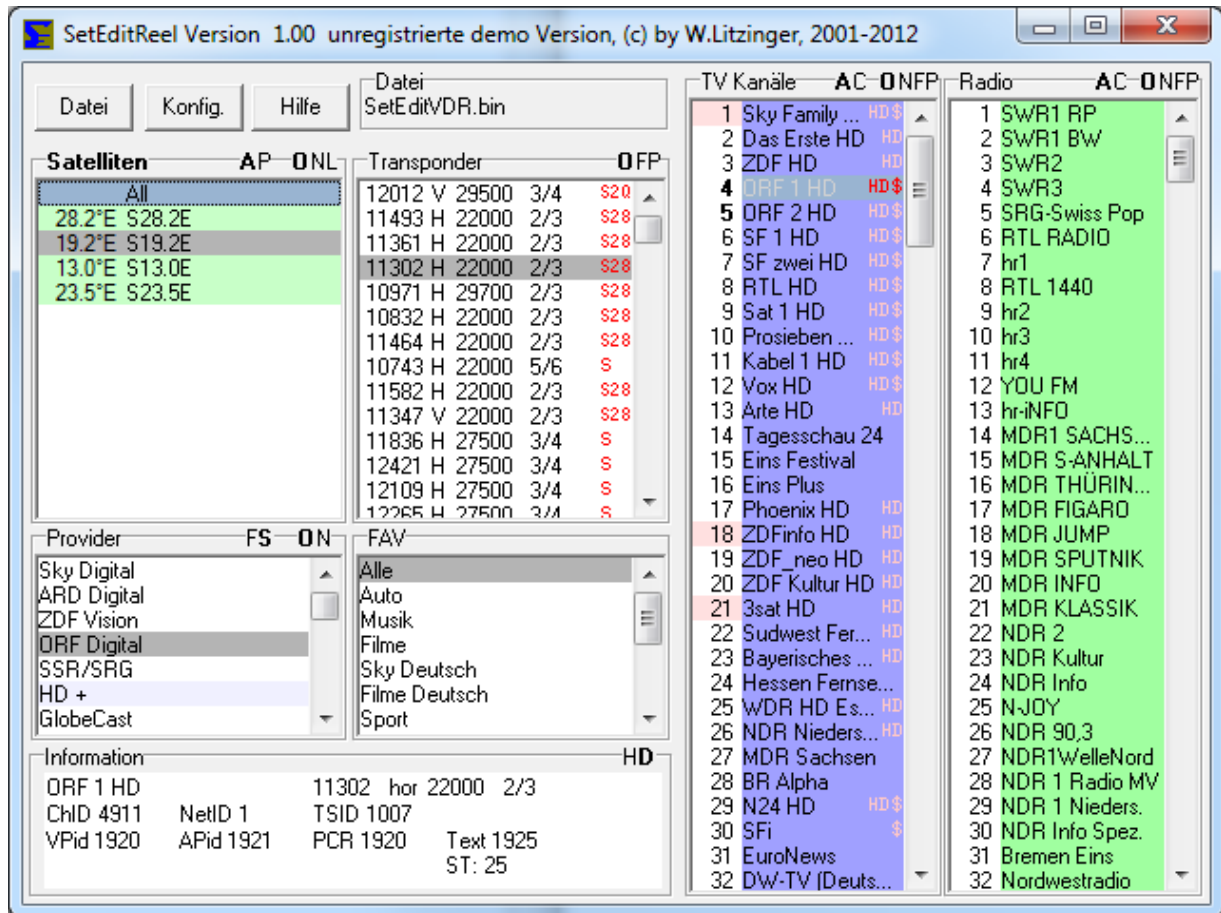 SetEditReel Version 1.00 unregistrierte demo Version, (c) by W.Litzinger, 2001-2012
Datei
Konfig.
Hilfe
Datei
SetEditVDR.bin
Satelliten AP ONL
All
28.2°E S28.2E
19.2°E S19.2E
13.0°E S13.0E
23.5°E S23.5E
Transponder OFP
12012 V 29500 3/4 S2Q
11493 H 22000 2/3 S28
11361 H 22000 2/3 S28
11302 H 22000 2/3 S28
10971 H 29700 2/3 S28
10832 H 22000 2/3 S28
11464 H 22000 2/3 S28
10743 H 22000 5/6 S
11582 H 22000 2/3 S28
11347 V 22000 2/3 S28
11836 H 27500 3/4 S
12421 H 27500 3/4 S
12109 H 27500 3/4 S
12265 H 27500 3/4 S
Provider FS ON
Sky Digital
ARD Digital
ZDF Vision
ORF Digital
SSR/SRG
HD +
GlobeCast
FAV
Alle
Auto
Musik
Filme
Sky Deutsch
Filme Deutsch
Sport
Information HD
ORF 1 HD 11302 hor 22000 2/3
ChID 4911 NetID 1 TSID 1007
VPid 1920 APid 1921 PCR 1920 Text 1925
ST: 25
TV Kanäle AC ONFP
1 Sky Family ... HD$
2 Das Erste HD HD
3 ZDF HD HD
4 ORF 1 HD HD$
5 ORF 2 HD HD$
6 SF 1 HD HD$
7 SF zwei HD HD$
8 RTL HD HD$
9 Sat 1 HD HD$
10 Prosieben ... HD$
11 Kabel 1 HD HD$
12 Vox HD HD$
13 Arte HD HD
14 Tagesschau 24
15 Eins Festival
16 Eins Plus
17 Phoenix HD HD
18 ZDFinfo HD HD
19 ZDF_neo HD HD
20 ZDF Kultur HD HD
21 3sat HD HD
22 Sudwest Fer... HD
23 Bayerisches ... HD
24 Hessen Fernse...
25 WDR HD Es... HD
26 NDR Nieders... HD
27 MDR Sachsen
28 BR Alpha
29 N24 HD HD$
30 SFi $
31 EuroNews
32 DW-TV (Deuts...
Radio AC ONFP
1 SWR1 RP
2 SWR1 BW
3 SWR2
4 SWR3
5 SRG-Swiss Pop
6 RTL RADIO
7 hr1
8 RTL 1440
9 hr2
10 hr3
11 hr4
12 YOU FM
13 hr-iNFO
14 MDR1 SACHS...
15 MDR S-ANHALT
16 MDR THÜRIN...
17 MDR FIGARO
18 MDR JUMP
19 MDR SPUTNIK
20 MDR INFO
21 MDR KLASSIK
22 NDR 2
23 NDR Kultur
24 NDR Info
25 N-JOY
26 NDR 90,3
27 NDR1WelleNord
28 NDR 1 Radio MV
29 NDR 1 Nieders.
30 NDR Info Spez.
31 Bremen Eins
32 Nordwestradio